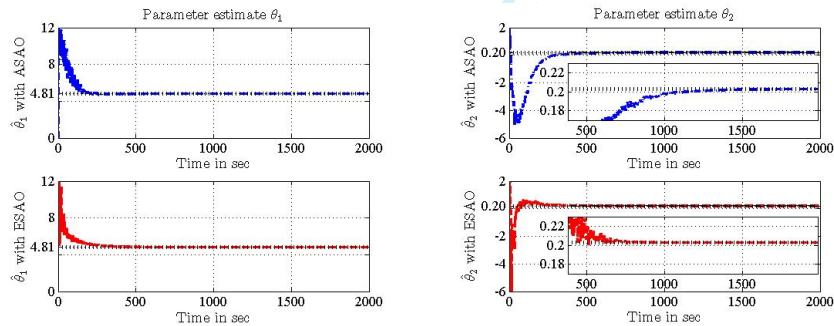 Parameter estimate θ₁
θ̂₁ with ASAO
12
8
4.81
0
0 500 1000 1500 2000
Time in sec
Parameter estimate θ₂
θ̂₂ with ASAO
2
0.20
-2
-4
-6
0.22
0.2
0.18
500 1000 1500 2000
0 500 1000 1500 2000
Time in sec
θ̂₁ with ESAO
12
8
4.81
0
0 500 1000 1500 2000
Time in sec
θ̂₂ with ESAO
2
0.20
-2
-4
-6
0.22
0.2
0.18
500 1000 1500 2000
0 500 1000 1500 2000
Time in sec